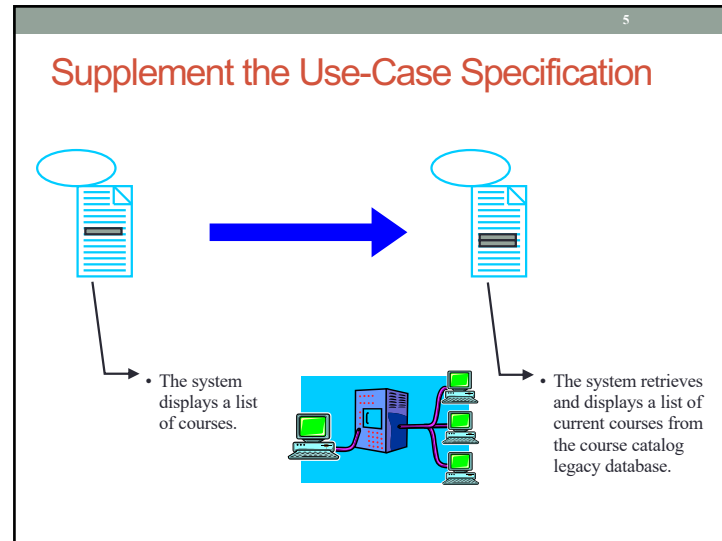 5
Supplement the Use-Case Specification
• The system
displays a list
of courses.
• The system retrieves
and displays a list of
current courses from
the course catalog
legacy database.